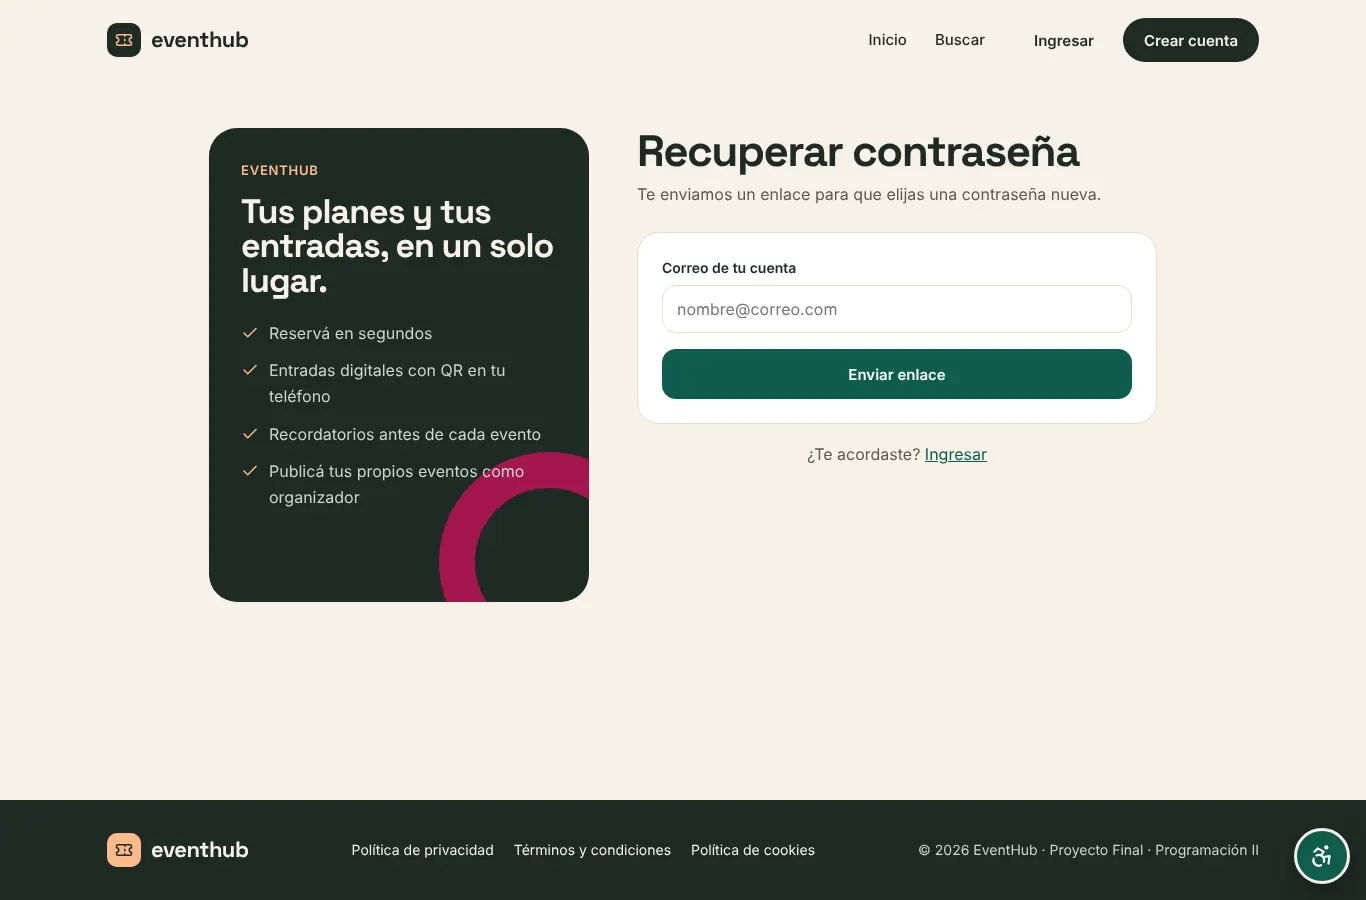 eventhub
Inicio
Buscar
Ingresar
Crear cuenta
EVENTHUB
Tus planes y tus
entradas, en un solo
lugar.
Reservá en segundos
Entradas digitales con QR en tu
teléfono
Recordatorios antes de cada evento
Publicá tus propios eventos como
organizador
Recuperar contraseña
Te enviamos un enlace para que elijas una contraseña nueva.
Correo de tu cuenta
nombre@correo.com
Enviar enlace
¿Te acordaste? Ingresar
eventhub
Política de privacidad
Términos y condiciones
Política de cookies
© 2026 EventHub · Proyecto Final · Programación II